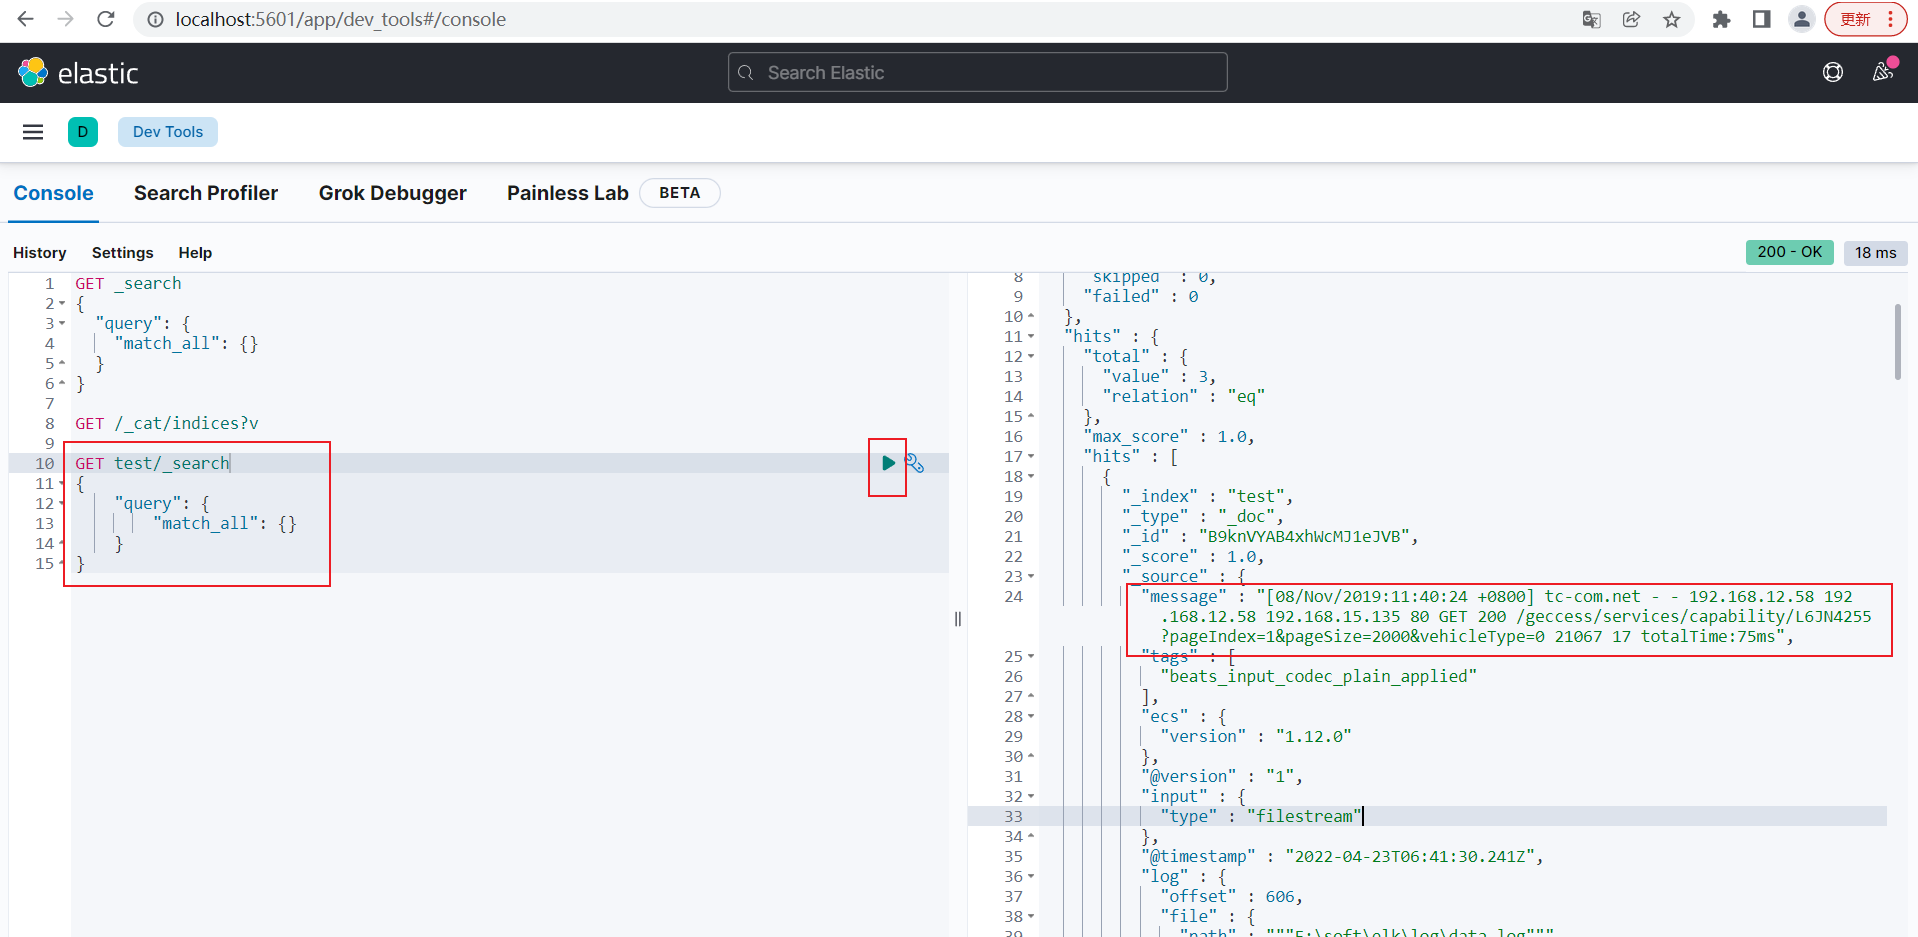 localhost:5601/app/dev_tools#/console
更新
elastic
Search Elastic
D
Dev Tools
Console
Search Profiler
Grok Debugger
Painless Lab
BETA
History
Settings
Help
200 - OK
18 ms
1 GET _search
2 {
3 "query": {
4 "match_all": {}
5 }
6 }
7
8 GET /_cat/indices?v
9
10 GET test/_search
11 {
12 "query": {
13 "match_all": {}
14 }
15 }
8 "skipped" : 0,
9 "failed" : 0
10 },
11 "hits" : {
12 "total" : {
13 "value" : 3,
14 "relation" : "eq"
15 },
16 "max_score" : 1.0,
17 "hits" : [
18 {
19 "_index" : "test",
20 "_type" : "_doc",
21 "_id" : "B9knVYAB4xhWcMJ1eJVB",
22 "_score" : 1.0,
23 "_source" : {
24 "message" : "[08/Nov/2019:11:40:24 +0800] tc-com.net - - 192.168.12.58 192
.168.12.58 192.168.15.135 80 GET 200 /geccess/services/capability/L6JN4255
?pageIndex=1&pageSize=2000&vehicleType=0 21067 17 totalTime:75ms",
25 "tags" : [
26 "beats_input_codec_plain_applied"
27 ],
28 "ecs" : {
29 "version" : "1.12.0"
30 },
31 "@version" : "1",
32 "input" : {
33 "type" : "filestream"
34 },
35 "@timestamp" : "2022-04-23T06:41:30.241Z",
36 "log" : {
37 "offset" : 606,
38 "file" : {
39 "path" : """E:\soft\elk\log\data.log"""